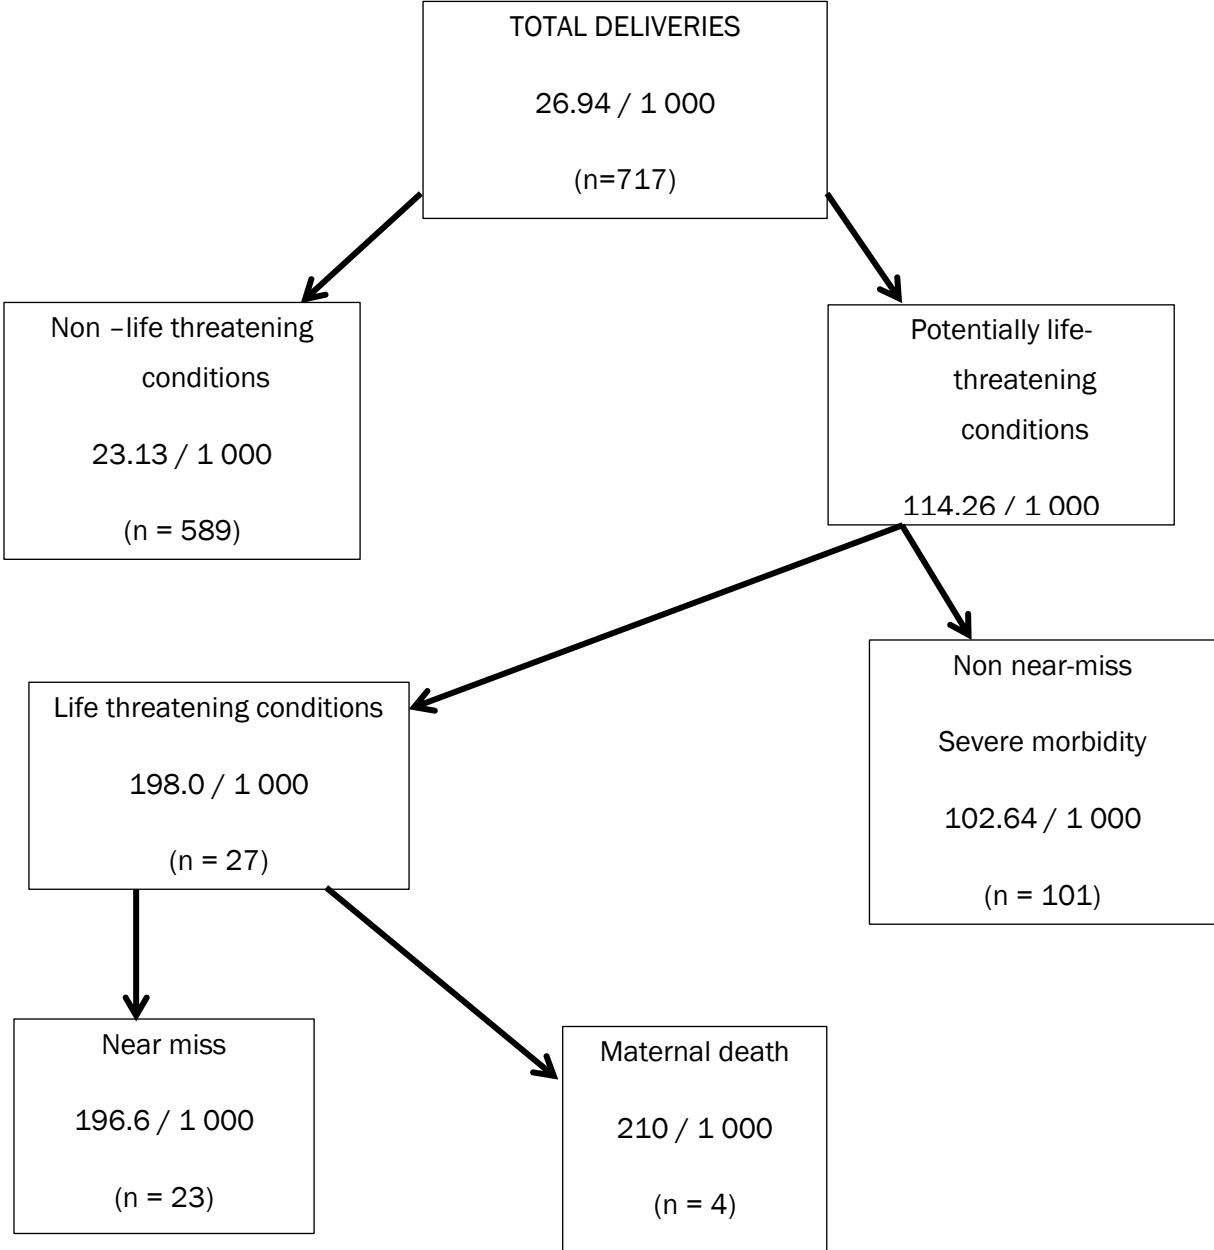 TOTAL DELIVERIES
26.94 / 1 000
(n=717)
Non –life threatening
conditions
23.13 / 1 000
(n = 589)
Potentially life-
threatening
conditions
114.26 / 1 000
Life threatening conditions
198.0 / 1 000
(n = 27)
Non near-miss
Severe morbidity
102.64 / 1 000
(n = 101)
Near miss
196.6 / 1 000
(n = 23)
Maternal death
210 / 1 000
(n = 4)